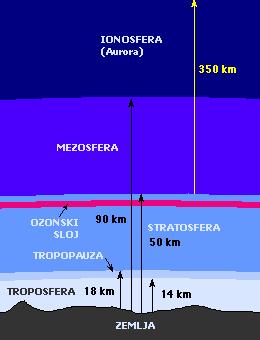 IONOSFERA
(Aurora)
350 km
MEZOSFERA
90 km
STRATOSFERA
50 km
OZONSKI
SLOJ
TROPOPAUZA
TROPOSFERA
18 km
14 km
ZEMLJA